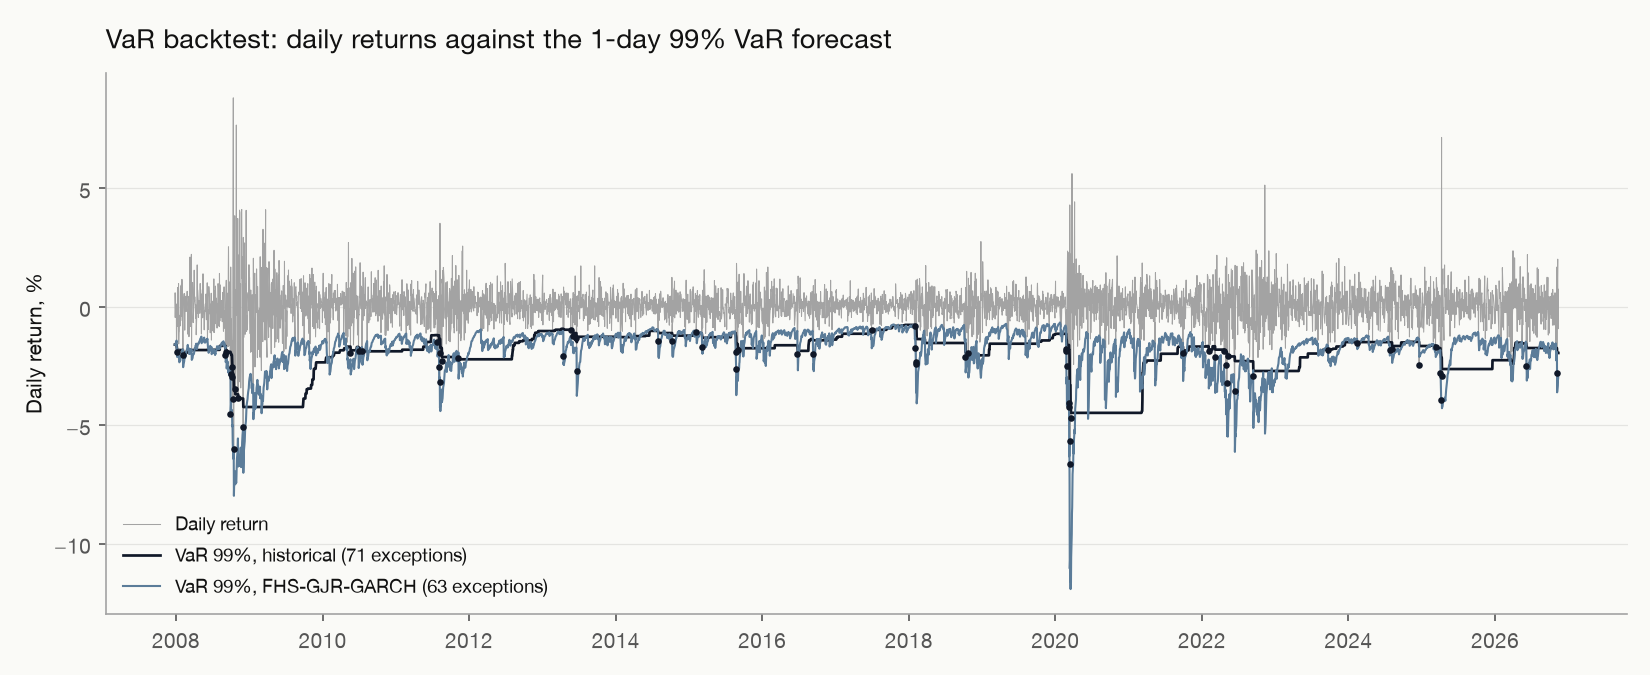 VaR backtest: daily returns against the 1-day 99% VaR forecast
Daily return, %
5
0
−5
−10
Daily return
VaR 99%, historical (71 exceptions)
VaR 99%, FHS-GJR-GARCH (63 exceptions)
2008 2010 2012 2014 2016 2018 2020 2022 2024 2026